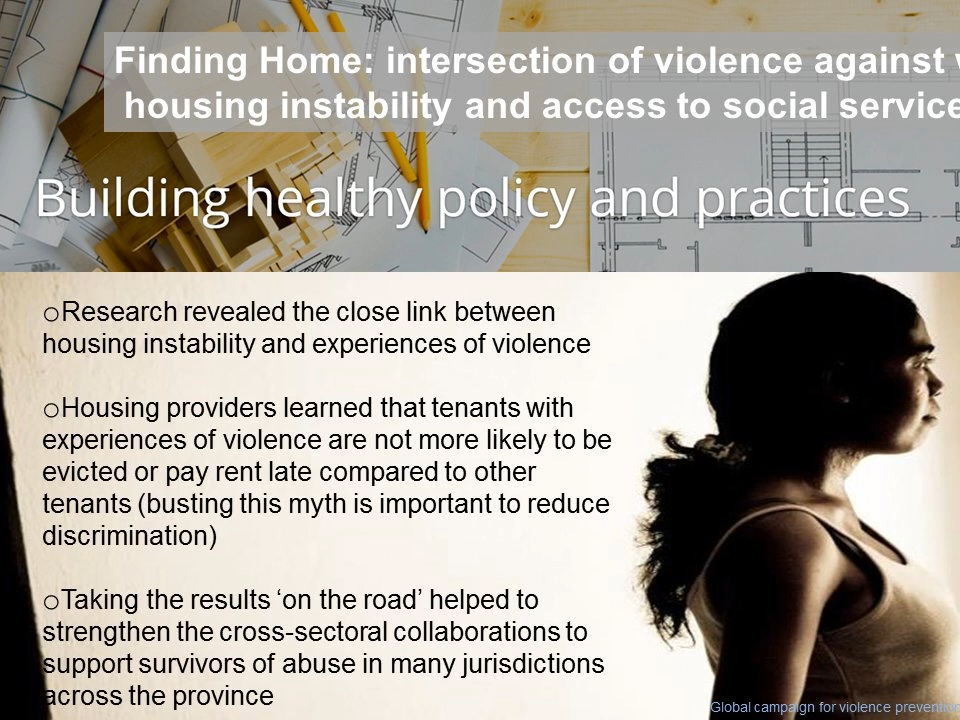 Finding Home: intersection of violence against
housing instability and access to social service
Building healthy policy and practices
oResearch revealed the close link between
housing instability and experiences of violence
oHousing providers learned that tenants with
experiences of violence are not more likely to be
evicted or pay rent late compared to other
tenants (busting this myth is important to reduce
discrimination)
oTaking the results ‘on the road’ helped to
strengthen the cross-sectoral collaborations to
support survivors of abuse in many jurisdictions
across the province
Global campaign for violence prevention